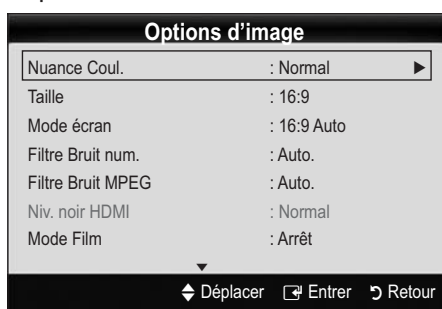 Options d'image
Nuance Coul. : Normal
Taille : 16:9
Mode écran : 16:9 Auto
Filtre Bruit num. : Auto.
Filtre Bruit MPEG : Auto.
Niv. noir HDMI : Normal
Mode Film : Arrêt
Déplacer Entrer Retour